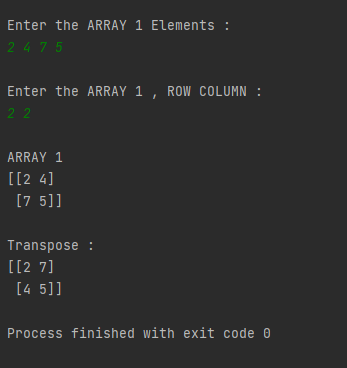 Enter the ARRAY 1 Elements :
2 4 7 5
Enter the ARRAY 1 , ROW COLUMN :
2 2
ARRAY 1
[[2 4]
 [7 5]]
Transpose :
[[2 7]
 [4 5]]
Process finished with exit code 0